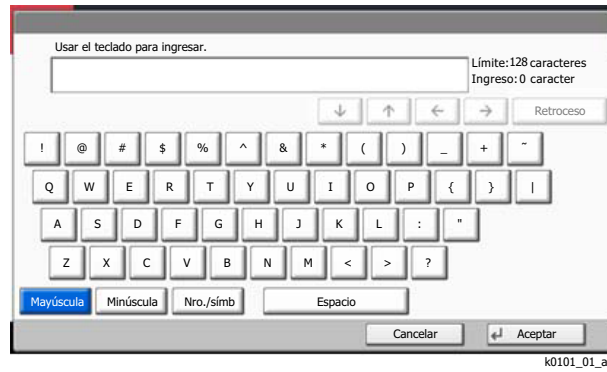 Usar el teclado para ingresar.
Límite: 128 caracteres
Ingreso: 0 caracter
↓ ↑ ← → Retroceso
! @ # $ % ^ & * ( ) _ + ~
Q W E R T Y U I O P { } |
A S D F G H J K L : "
Z X C V B N M < > ?
Mayúscula Minúscula Nro./símb Espacio
Cancelar Aceptar
k0101_01_a